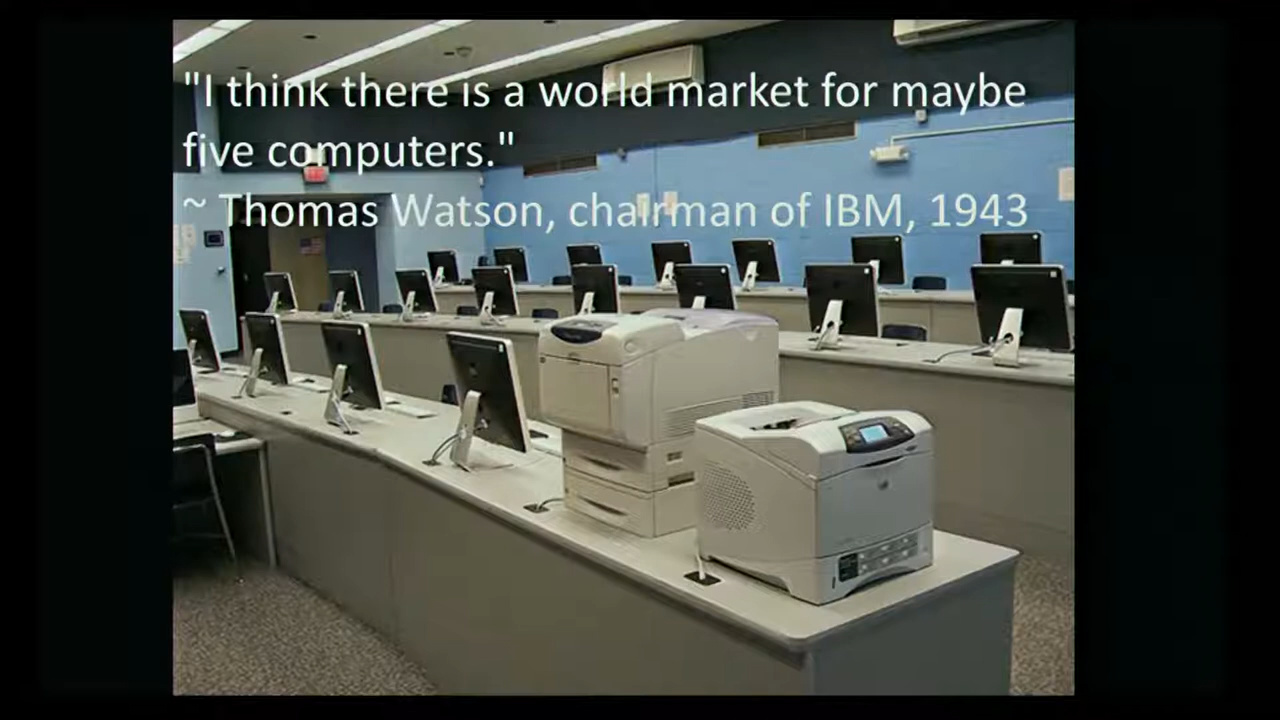 "I think there is a world market for maybe
five computers."
~ Thomas Watson, chairman of IBM, 1943